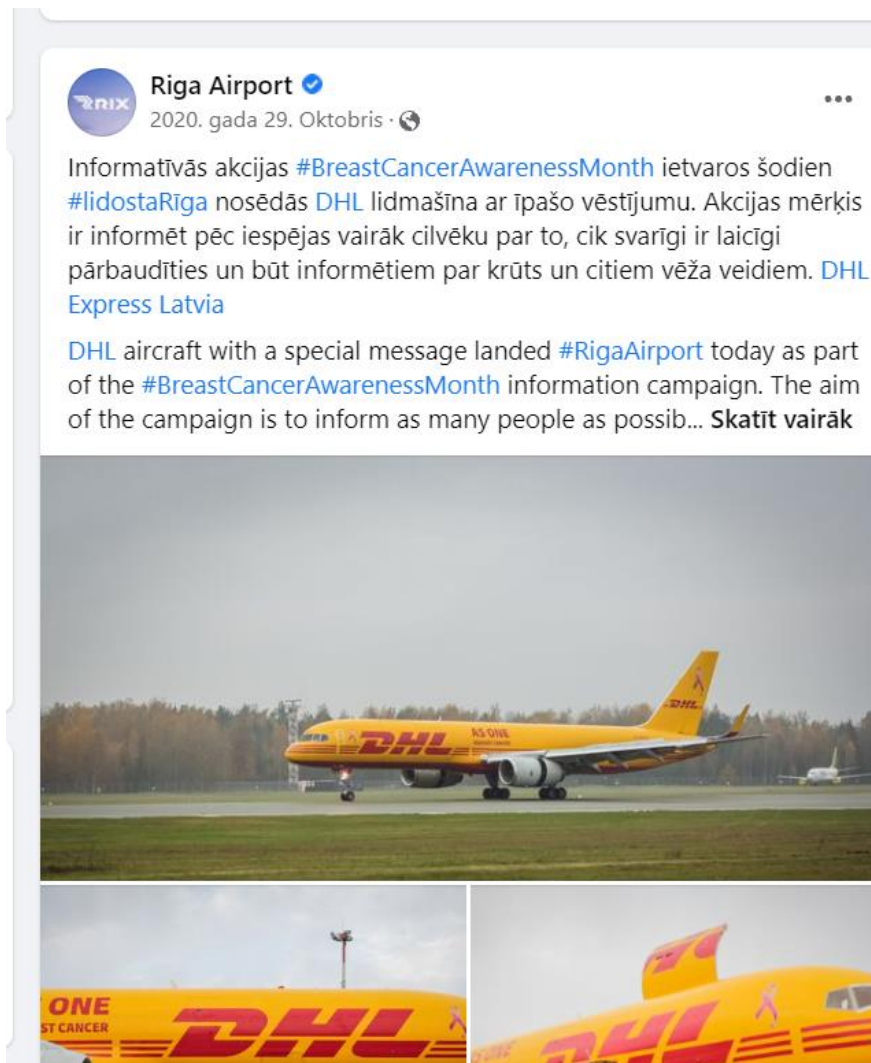 RIX
Riga Airport
2020. gada 29. Oktobris ·
Informatīvās akcijas #BreastCancerAwarenessMonth ietvaros šodien
#lidostaRīga nosēdās DHL lidmašīna ar īpašo vēstījumu. Akcijas mērķis
ir informēt pēc iespējas vairāk cilvēku par to, cik svarīgi ir laicīgi
pārbaudīties un būt informētiem par krūts un citiem vēža veidiem. DHL
Express Latvia
DHL aircraft with a special message landed #RigaAirport today as part
of the #BreastCancerAwarenessMonth information campaign. The aim
of the campaign is to inform as many people as possib... Skatīt vairāk
DHL
DHL
AS ONE
AGAINST CANCER
ONE
ST CANCER
DHL
DHL